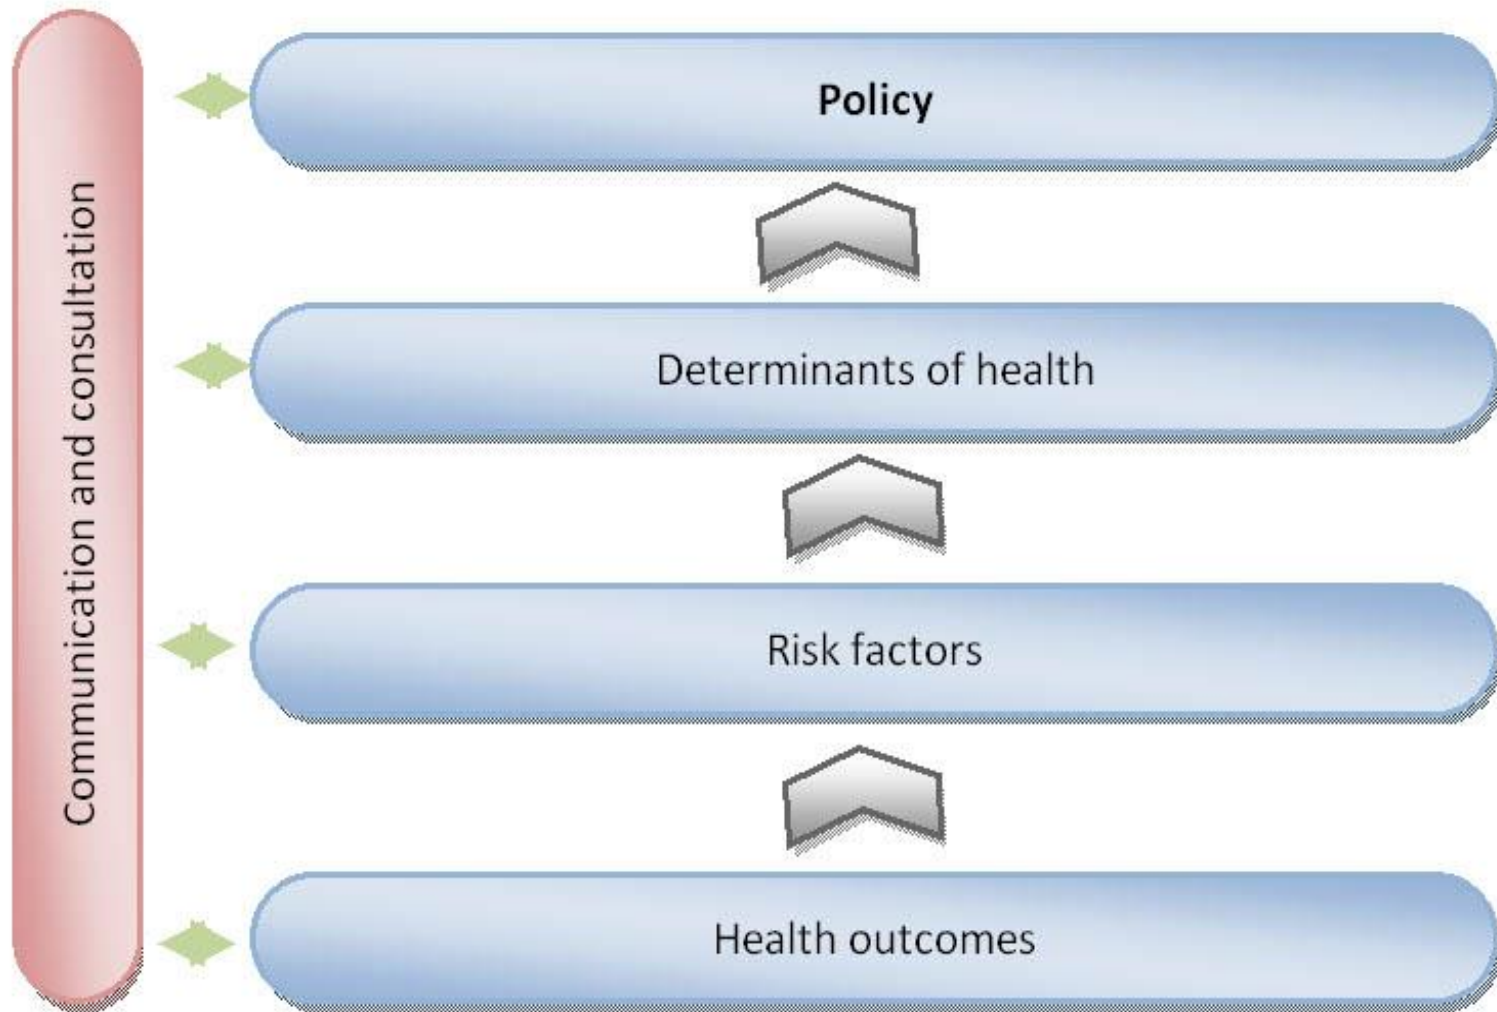 Communication and consultation
Policy
Determinants of health
Risk factors
Health outcomes